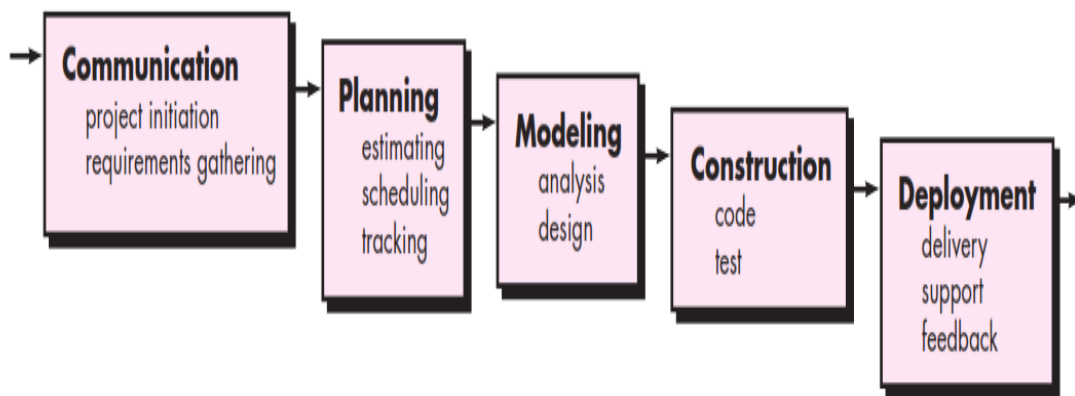 Communication
project initiation
requirements gathering
Planning
estimating
scheduling
tracking
Modeling
analysis
design
Construction
code
test
Deployment
delivery
support
feedback